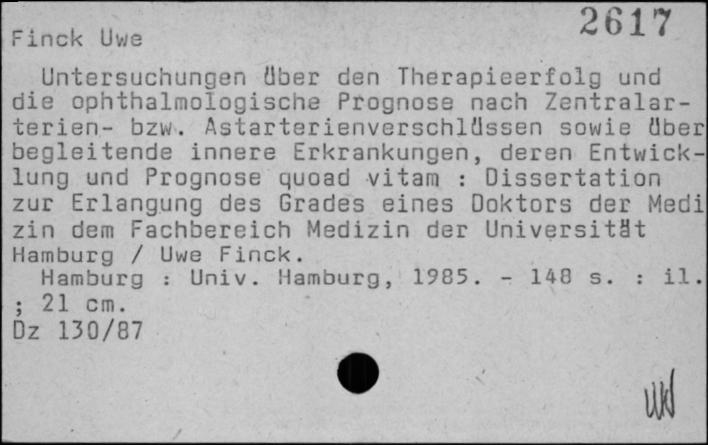 2617
Finck Uwe
Untersuchungen über den Therapieerfolg und
die ophthalmologische Prognose nach Zentralar-
terien- bzw. Astarterienverschlüssen sowie über
begleitende innere Erkrankungen, deren Entwick-
lung und Prognose quoad vitam : Dissertation
zur Erlangung des Grades eines Doktors der Medi
zin dem Fachbereich Medizin der Universität
Hamburg / Uwe Finck.
Hamburg : Univ. Hamburg, 1985. - 148 s. : il.
; 21 cm.
Dz 130/87